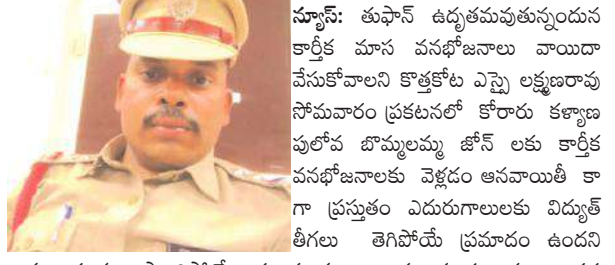 న్యూస్: తుఫాన్ ఉదృతమవుతున్నందున
కార్తీక మాస వనభోజనాలు వాయిదా
వేసుకోవాలని కొత్తకోట ఎస్సై లక్ష్మణరావు
సోమవారం ప్రకటనలో కోరారు కళ్యాణ
పులోవ బొమ్మలమ్మ జోన్ లకు కార్తీక
వనభోజనాలకు వెళ్లడం ఆనవాయితీ కా
గా ప్రస్తుతం ఎదురుగాలులకు విద్యుత్
తీగలు తెగిపోయే ప్రమాదం ఉందని